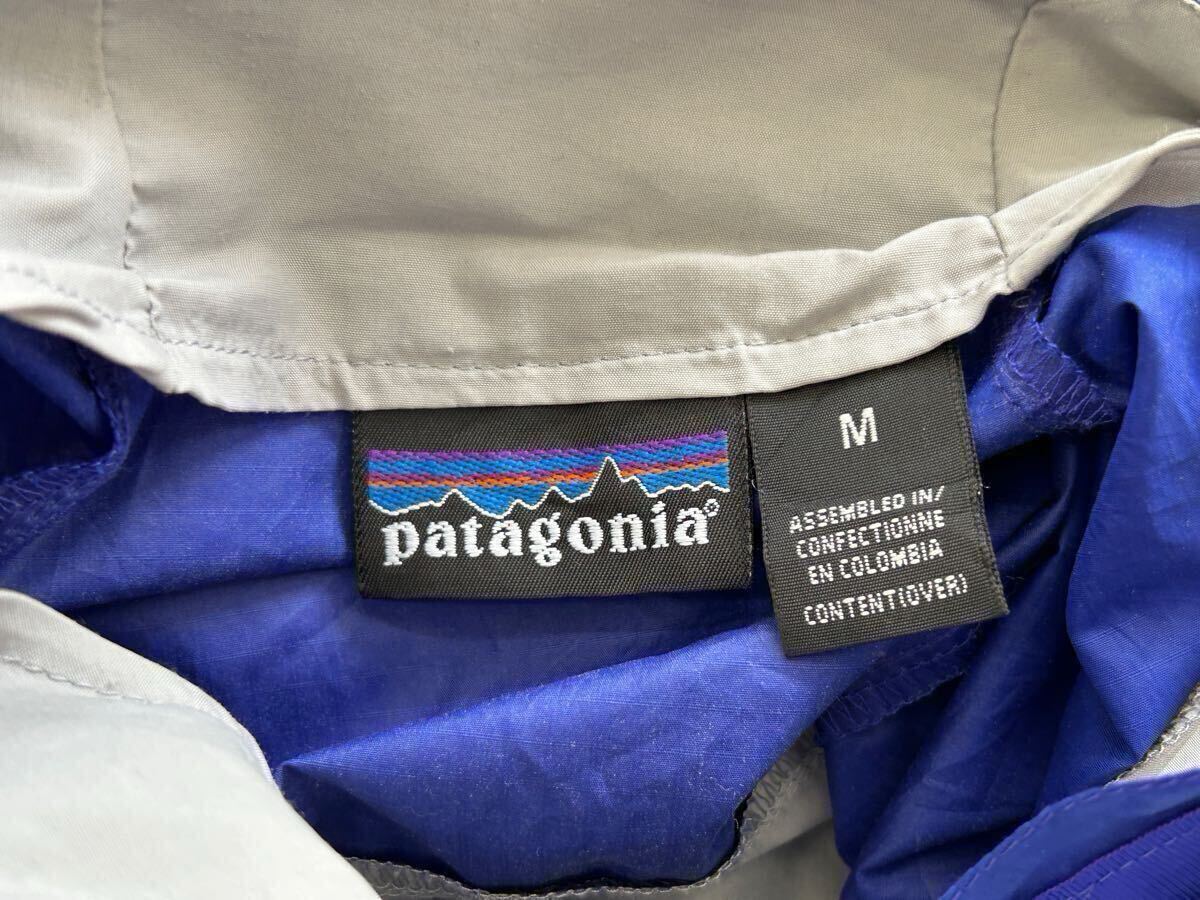 patagonia®
M
ASSEMBLED IN/
CONFECTIONNE
EN COLOMBIA
CONTENT(OVER)